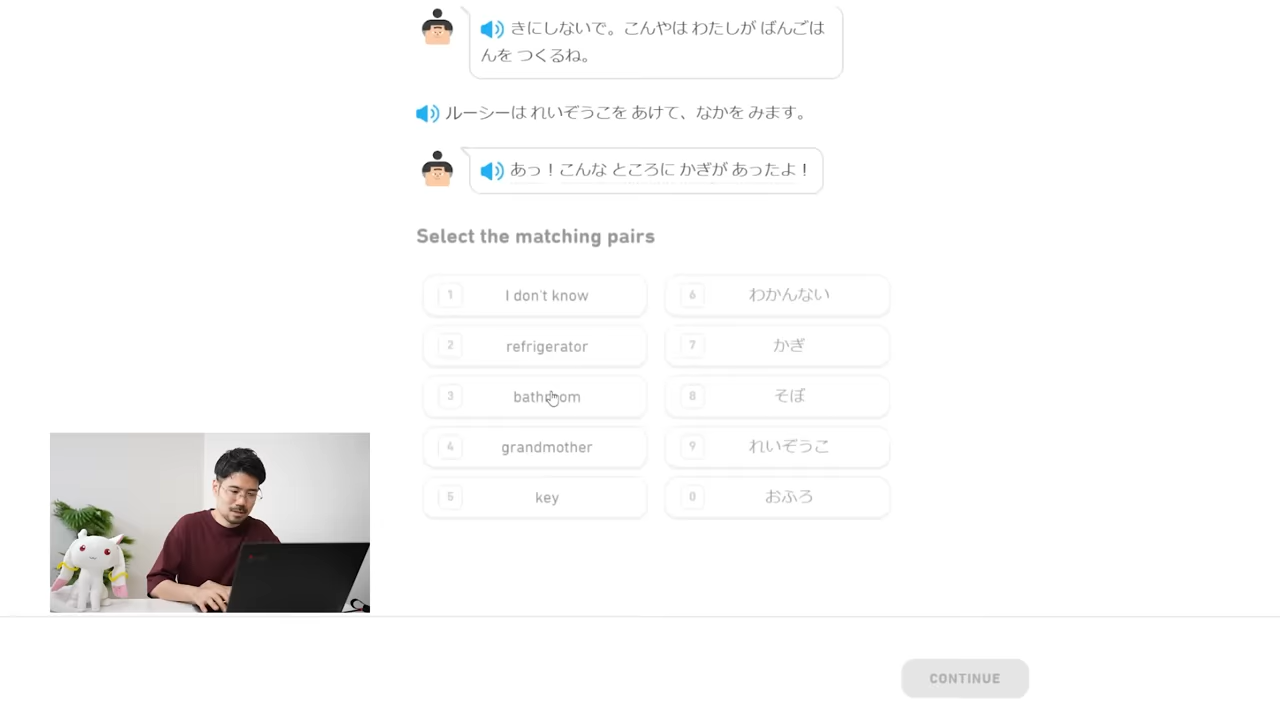 きにしないで。こんやは わたしが ばんごは
んを つくるね。
ルーシーは れいぞうこを あけて、なかを みます。
あっ！こんな ところに かぎが あったよ！
Select the matching pairs
1 I don't know
6 わかんない
2 refrigerator
7 かぎ
3 bathroom
8 そぼ
4 grandmother
9 れいぞうこ
5 key
0 おふろ
CONTINUE